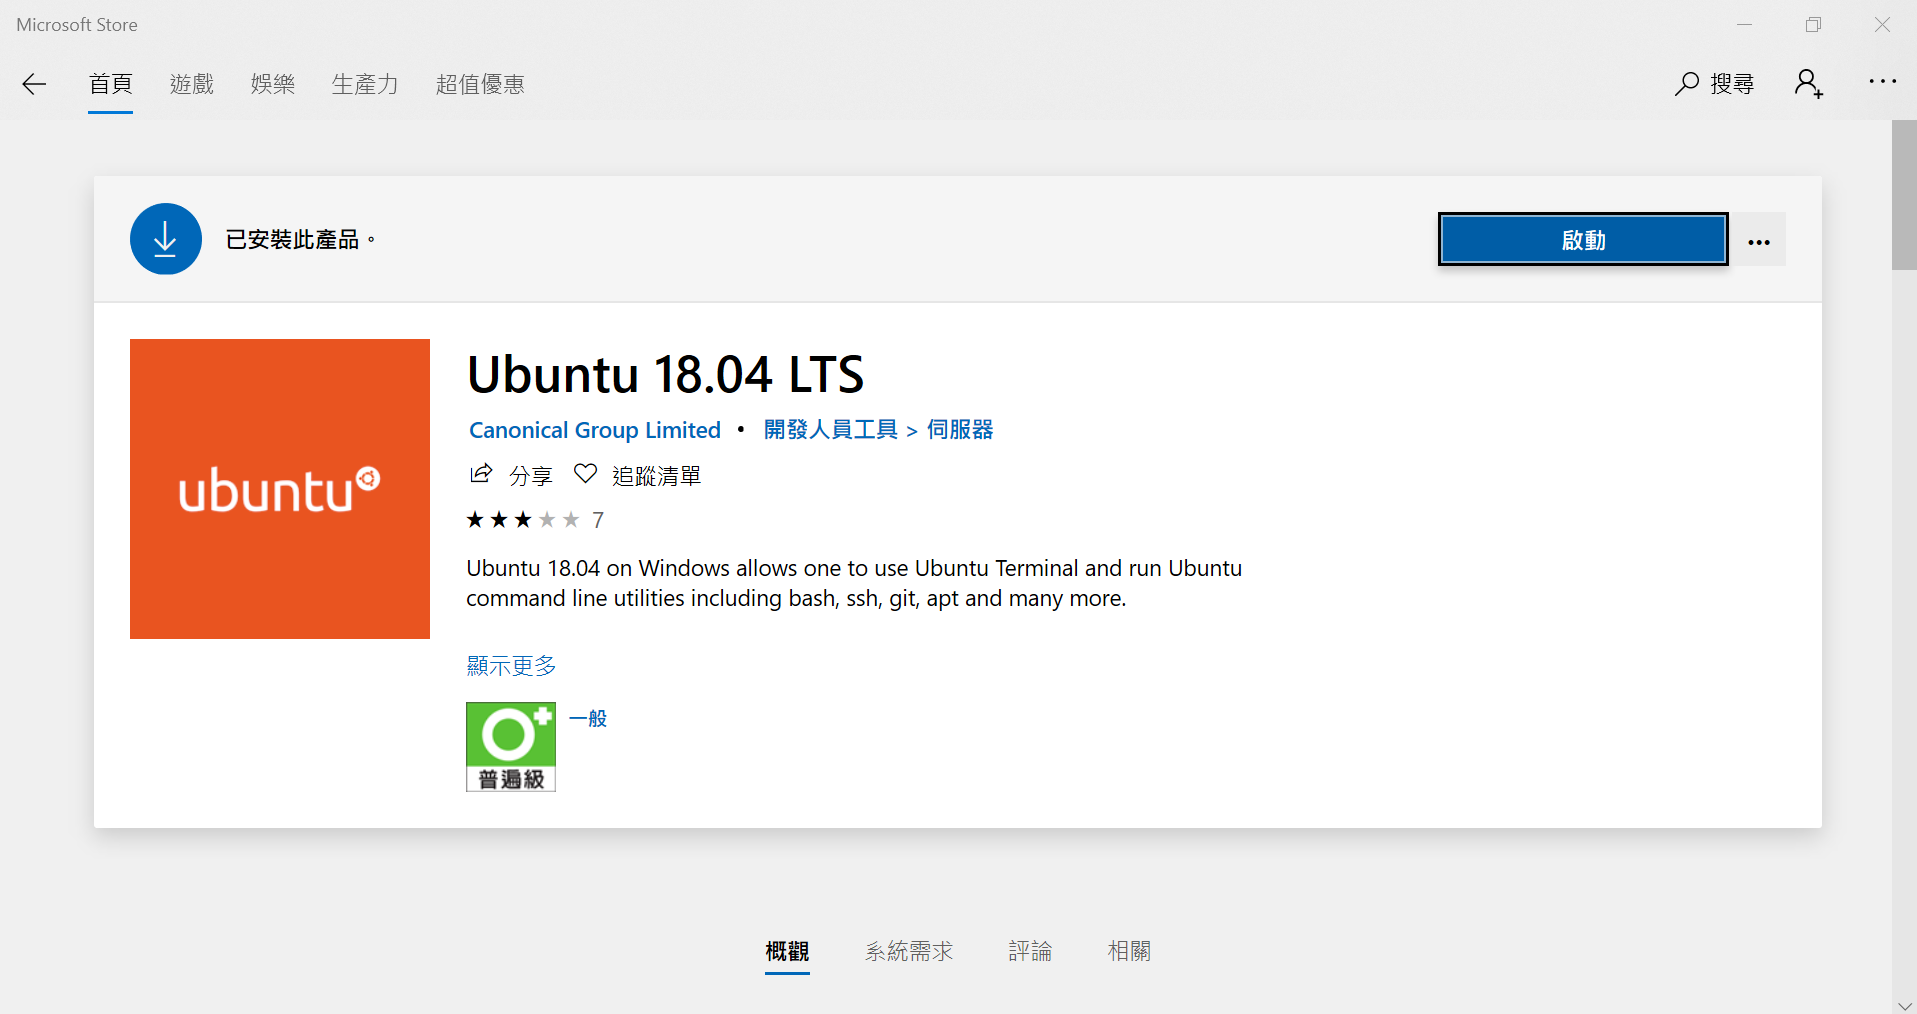 Microsoft Store
首頁 遊戲 娛樂 生產力 超值優惠 搜尋
已安裝此產品。 啟動
ubuntu
Ubuntu 18.04 LTS
Canonical Group Limited • 開發人員工具 > 伺服器
分享 追蹤清單
7
Ubuntu 18.04 on Windows allows one to use Ubuntu Terminal and run Ubuntu
command line utilities including bash, ssh, git, apt and many more.
顯示更多
一般
普遍級
概觀 系統需求 評論 相關